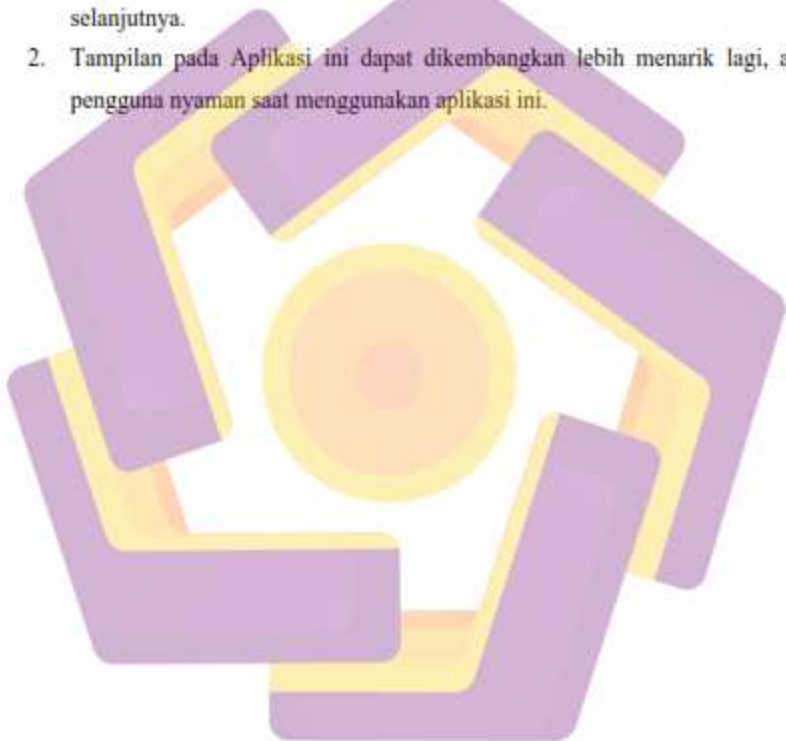 selanjutnya.
2. Tampilan pada Aplikasi ini dapat dikembangkan lebih menarik lagi,
pengguna nyaman saat menggunakan aplikasi ini.